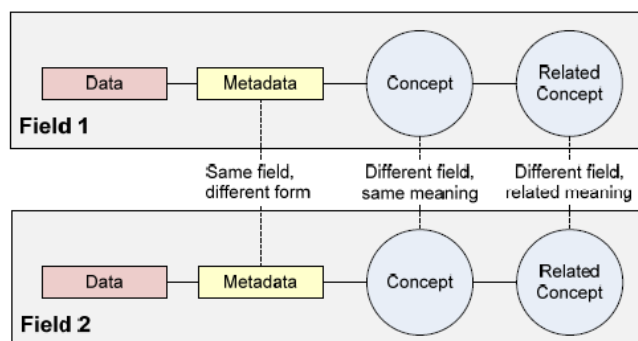 Data
Metadata
Concept
Related
Concept
Field 1
Same field,
different form
Different field,
same meaning
Different field,
related meaning
Data
Metadata
Concept
Related
Concept
Field 2